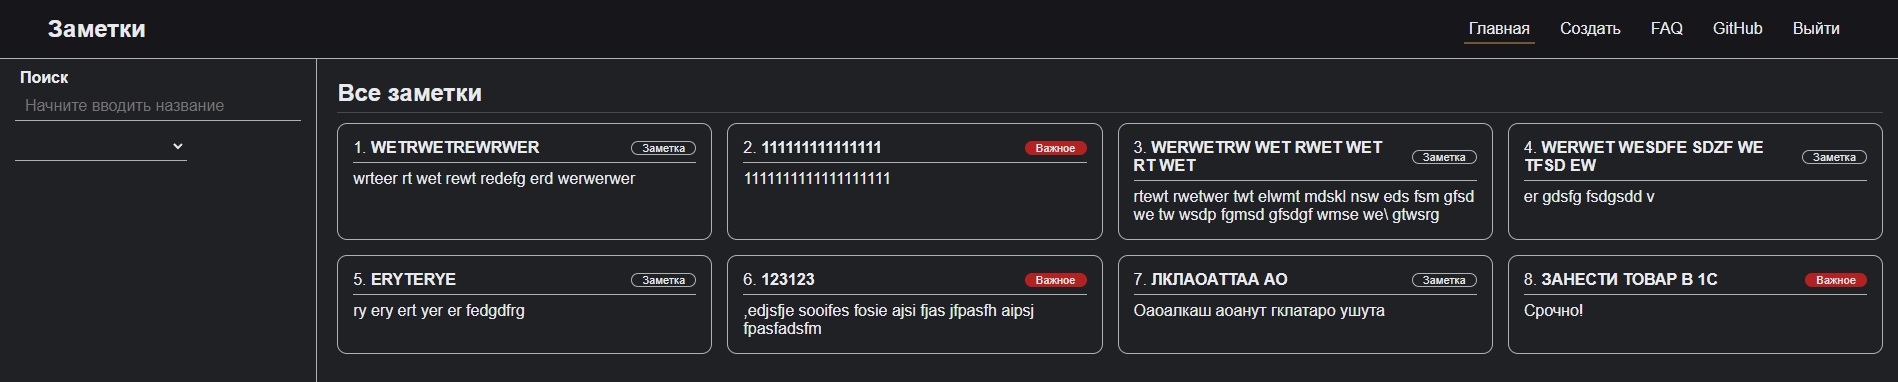 Заметки
Главная Создать FAQ GitHub Выйти
Поиск
Начните вводить название
Все заметки
1. WETRWETREWRWER Заметка
wrteer rt wet rewt redefg erd werwerwer
2. 111111111111111 Важное
1111111111111111111
3. WERWETRW WET RWET WET
RT WET
Заметка
rtewt rwetwer twt elwmt mdskl nsw eds fsm gfsd
we tw wsdp fgmsd gfsdgf wmse we\ gtwsrg
4. WERWET WESDFE SDZF WE
TFSD EW
Заметка
er gdsfg fsdgsdd v
5. ERYTERYE Заметка
ry ery ert yer er fedgdfrg
6. 123123 Важное
,edjsfje sooifes fosie ajsi fjas jfpasfh aipsj
fpasfadsfm
7. ЛКЛАОАТТАА АО Заметка
Оаоалкаш аоанут гклатаро ушута
8. ЗАНЕСТИ ТОВАР В 1С Важное
Срочно!